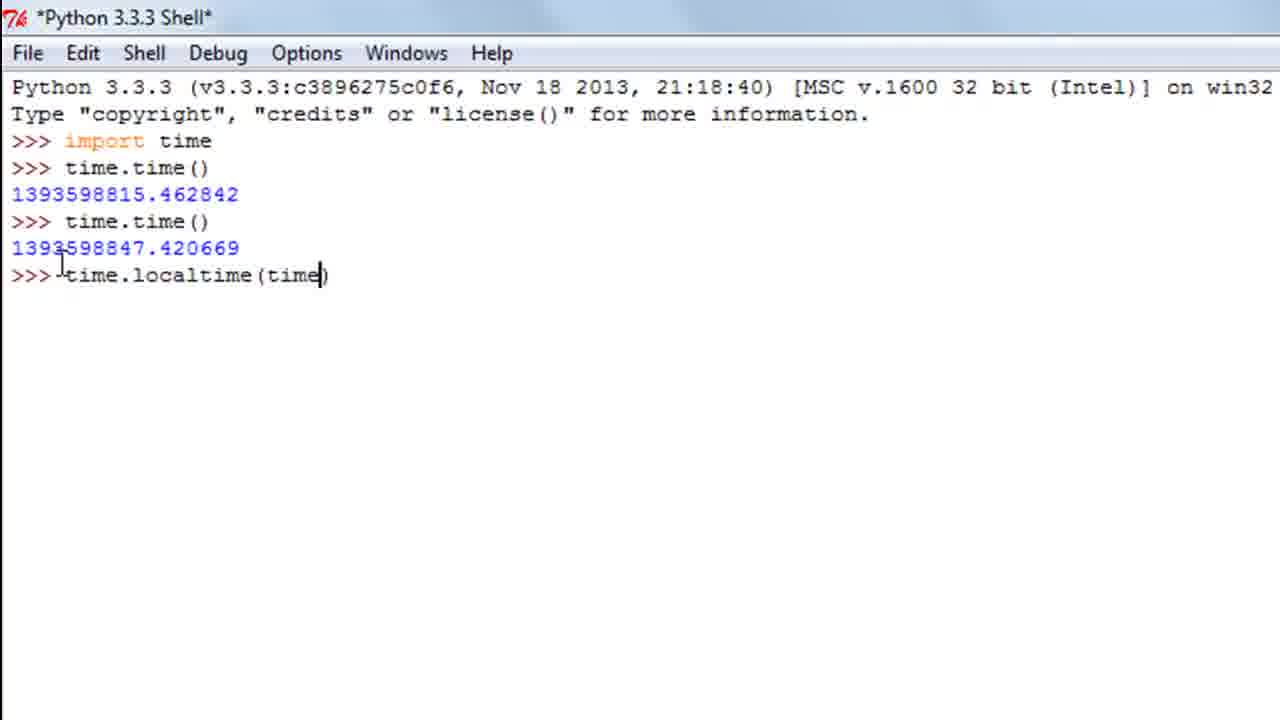 *Python 3.3.3 Shell*
File Edit Shell Debug Options Windows Help
Python 3.3.3 (v3.3.3:c3896275c0f6, Nov 18 2013, 21:18:40) [MSC v.1600 32 bit (Intel)] on win32
Type "copyright", "credits" or "license()" for more information.
>>> import time
>>> time.time()
1393598815.462842
>>> time.time()
1393598847.420669
>>> time.localtime(time)